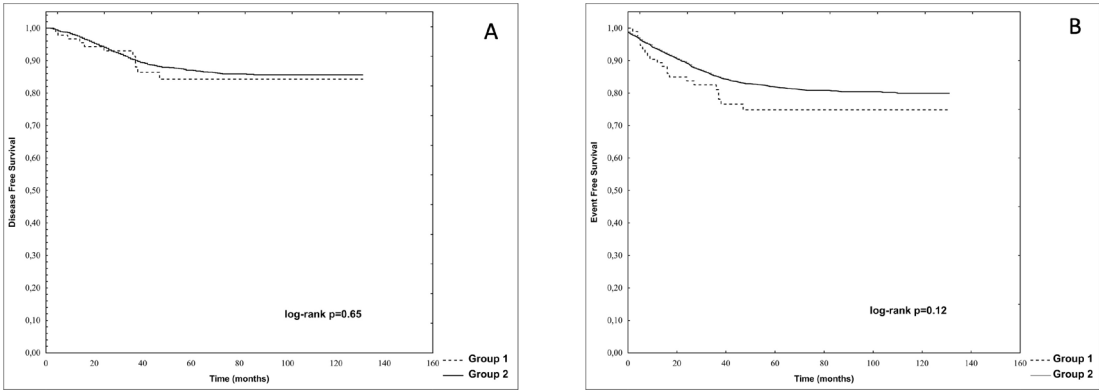 A
1,00
0,90
0,80
0,70
0,60
0,50
0,40
0,30
0,20
0,10
0,00
Disease Free Survival
log-rank p=0.65
0 20 40 60 80 100 120 140 160
Time (months)
Group 1
Group 2
B
1,00
0,90
0,80
0,70
0,60
0,50
0,40
0,30
0,20
0,10
0,00
Event Free Survival
log-rank p=0.12
0 20 40 60 80 100 120 140 160
Time (months)
Group 1
Group 2